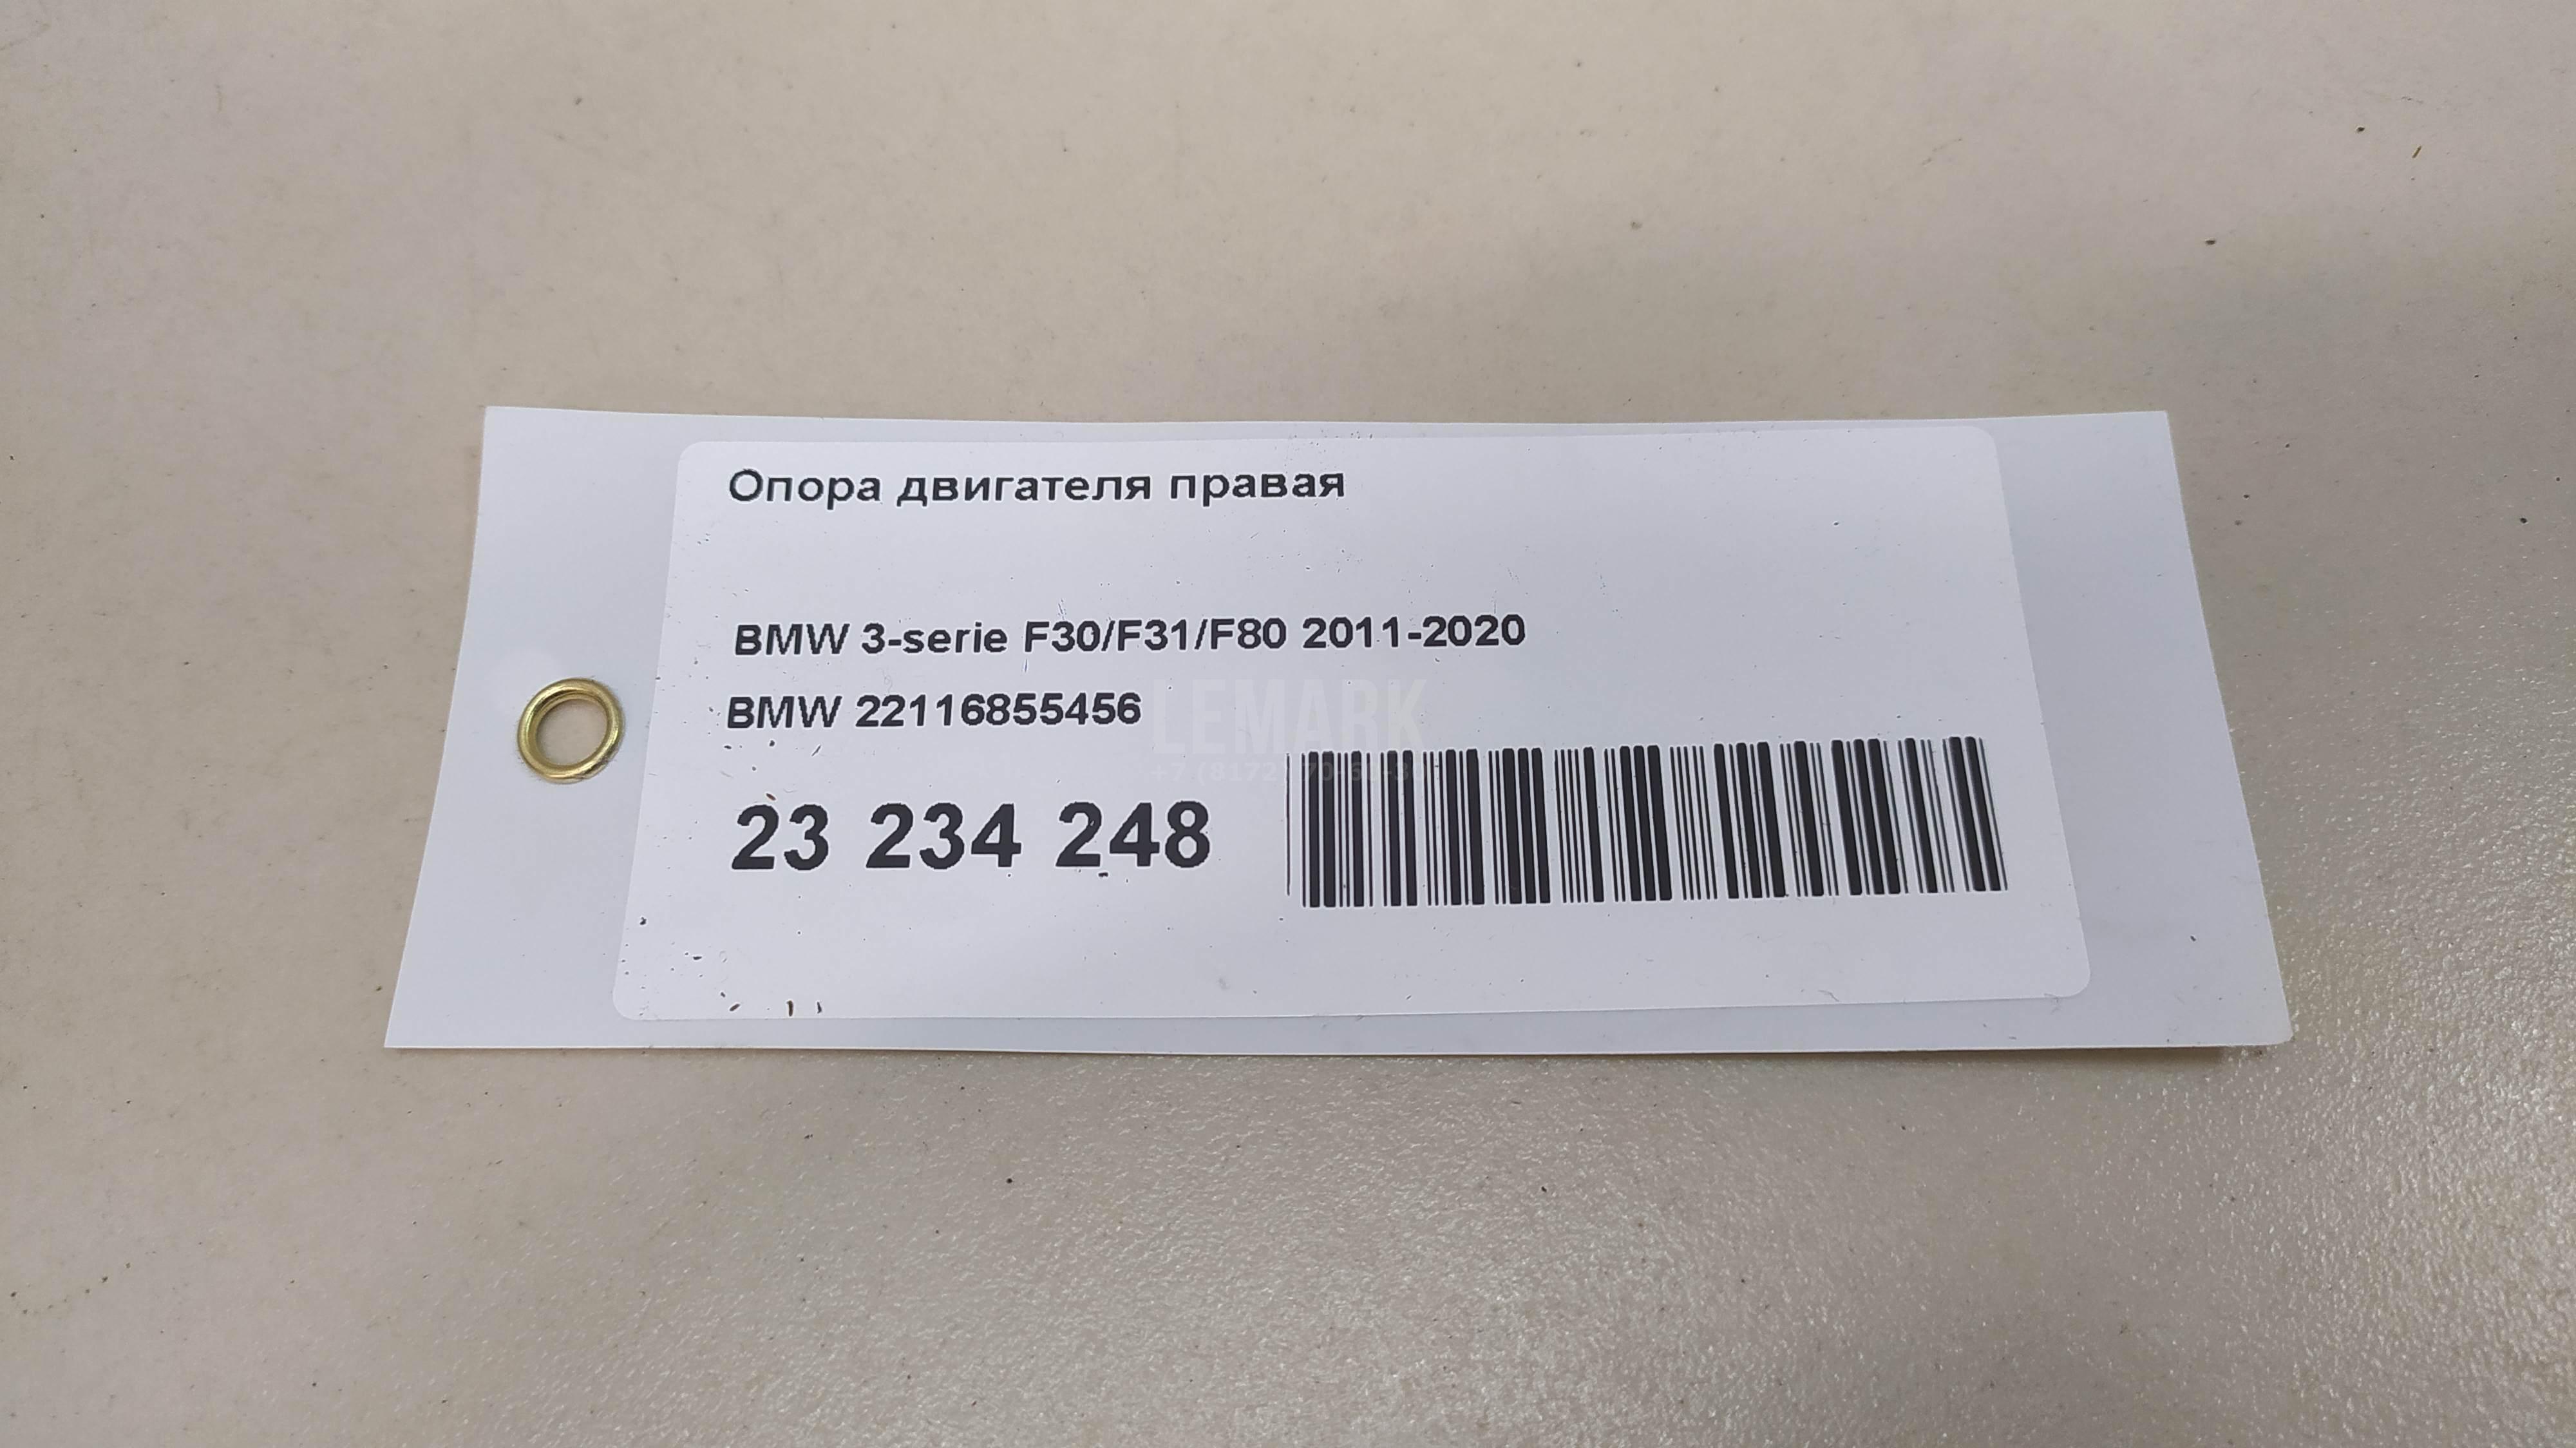 Опора двигателя правая
BMW 3-serie F30/F31/F80 2011-2020
BMW 22116855456
LEMARK
23 234 248